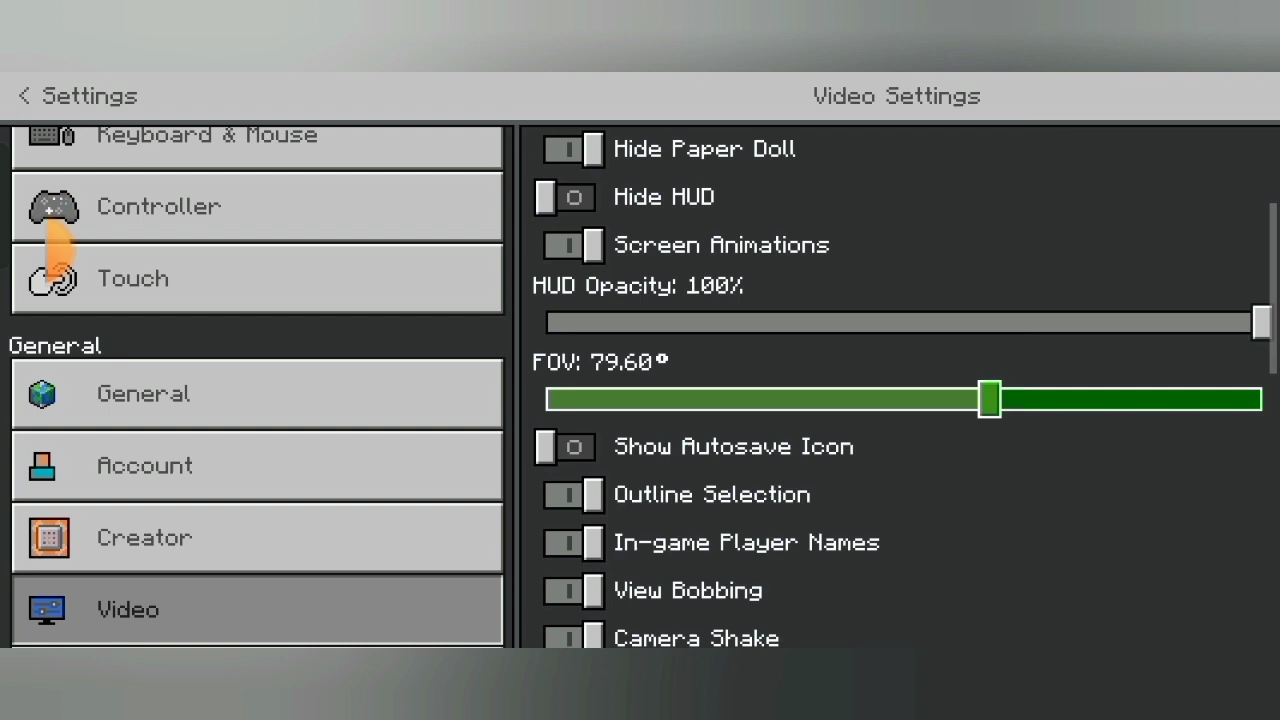 Settings
Video Settings
Keyboard & Mouse
Controller
Touch
General
General
Account
Creator
Video
Hide Paper Doll
Hide HUD
Screen Animations
HUD Opacity: 100%
FOV: 79.60°
Show Autosave Icon
Outline Selection
In-game Player Names
View Bobbing
Camera Shake